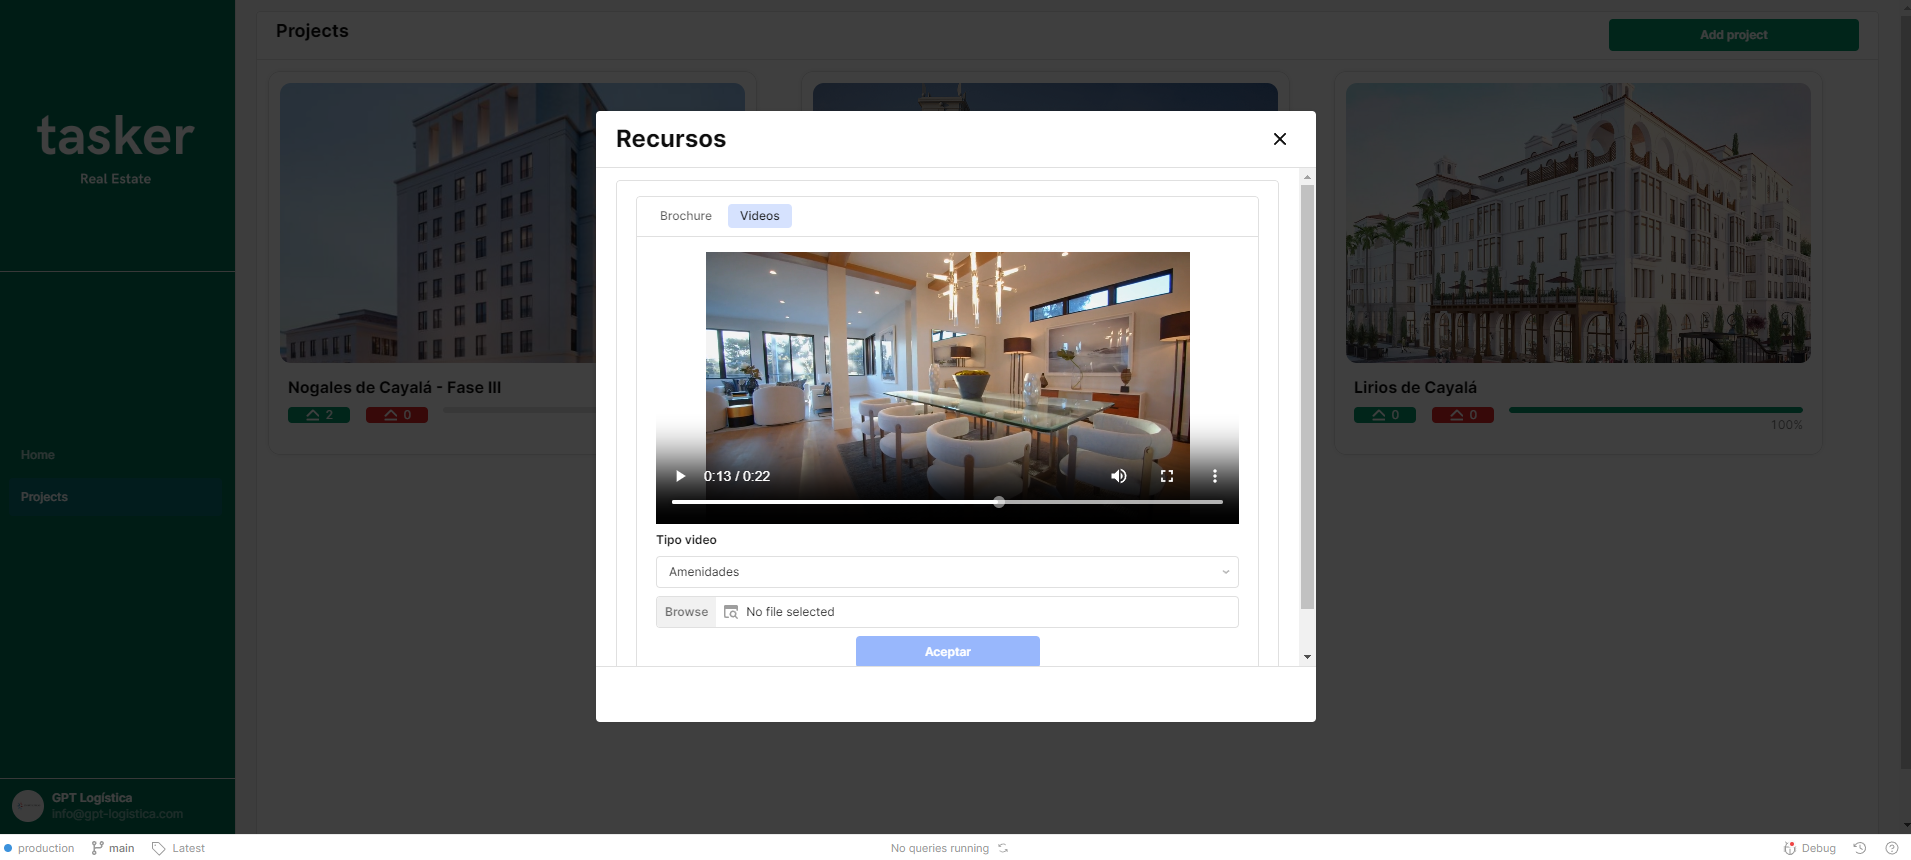 tasker
Real Estate
Home
Projects
GPT Logística
info@gpt-logistica.com
Projects
Add project
Nogales de Cayalá - Fase III
2
0
Lirios de Cayalá
0
0
100%
Recursos
Brochure
Videos
0:13 / 0:22
Tipo video
Amenidades
Browse
No file selected
Aceptar
production
main
Latest
No queries running
Debug